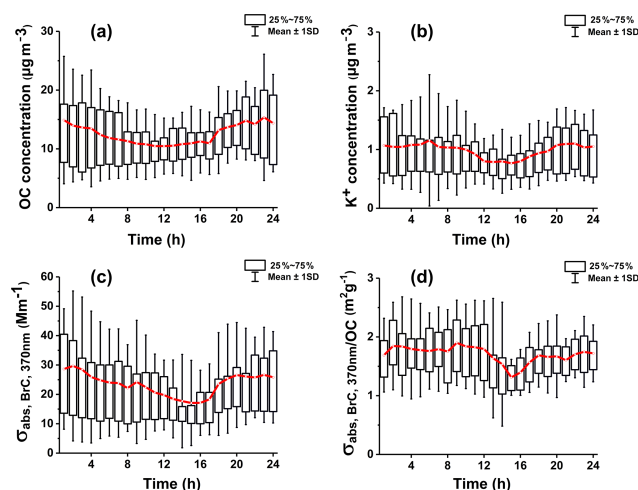 (a)
25%~75%
Mean ± 1SD
OC concentration (µg m⁻³)
30
20
10
0
4 8 12 16 20 24
Time (h)
(b)
25%~75%
Mean ± 1SD
K⁺ concentration (µg m⁻³)
3
2
1
0
4 8 12 16 20 24
Time (h)
(c)
25%~75%
Mean ± 1SD
σabs, BrC, 370nm (Mm⁻¹)
60
50
40
30
20
10
0
4 8 12 16 20 24
Time (h)
(d)
25%~75%
Mean ± 1SD
σabs, BrC, 370nm/OC (m²g⁻¹)
3
2
1
0
4 8 12 16 20 24
Time (h)